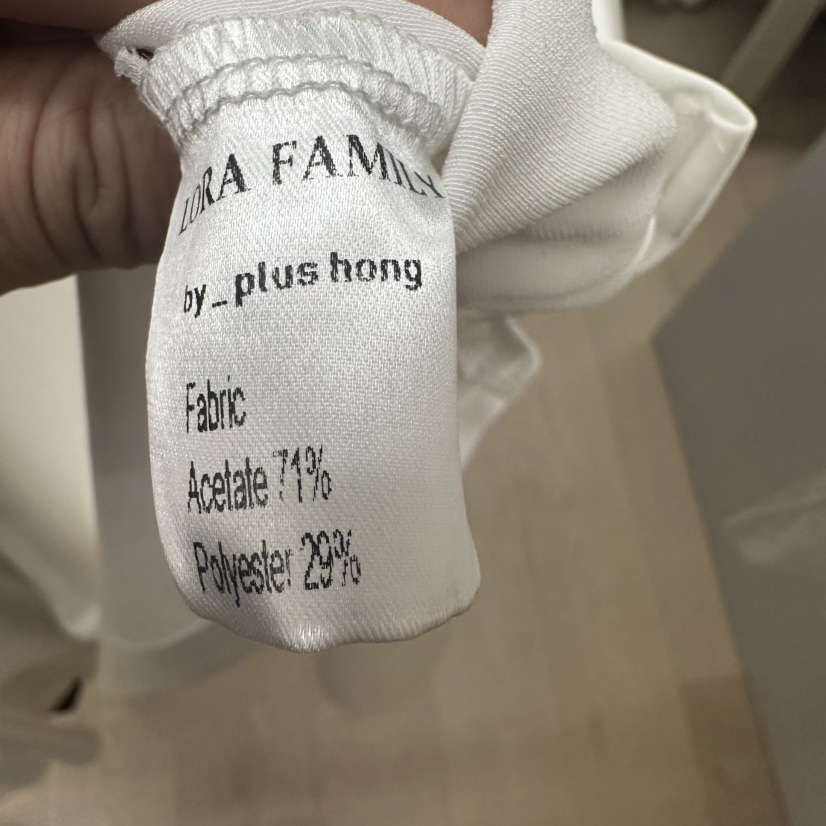 LORA FAMILY
by_plus hong
Fabric
Acetate 71%
Polyester 29%